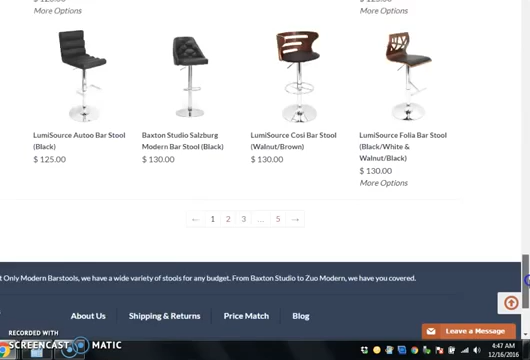 More Options
More Options
LumiSource Autoo Bar Stool
(Black)
$ 125.00
Baxton Studio Salzburg
Modern Bar Stool (Black)
$ 130.00
LumiSource Cosi Bar Stool
(Walnut/Brown)
$ 130.00
LumiSource Folia Bar Stool
(Black/White &
Walnut/Black)
$ 130.00
More Options
← 1 2 3 ... 5 →
t Only Modern Barstools, we have a wide variety of stools for any budget. From Baxton Studio to Zuo Modern, we have you covered.
About Us Shipping & Returns Price Match Blog
Leave a Message
RECORDED WITH
SCREENCAST MATIC
4:47 AM
12/16/2016